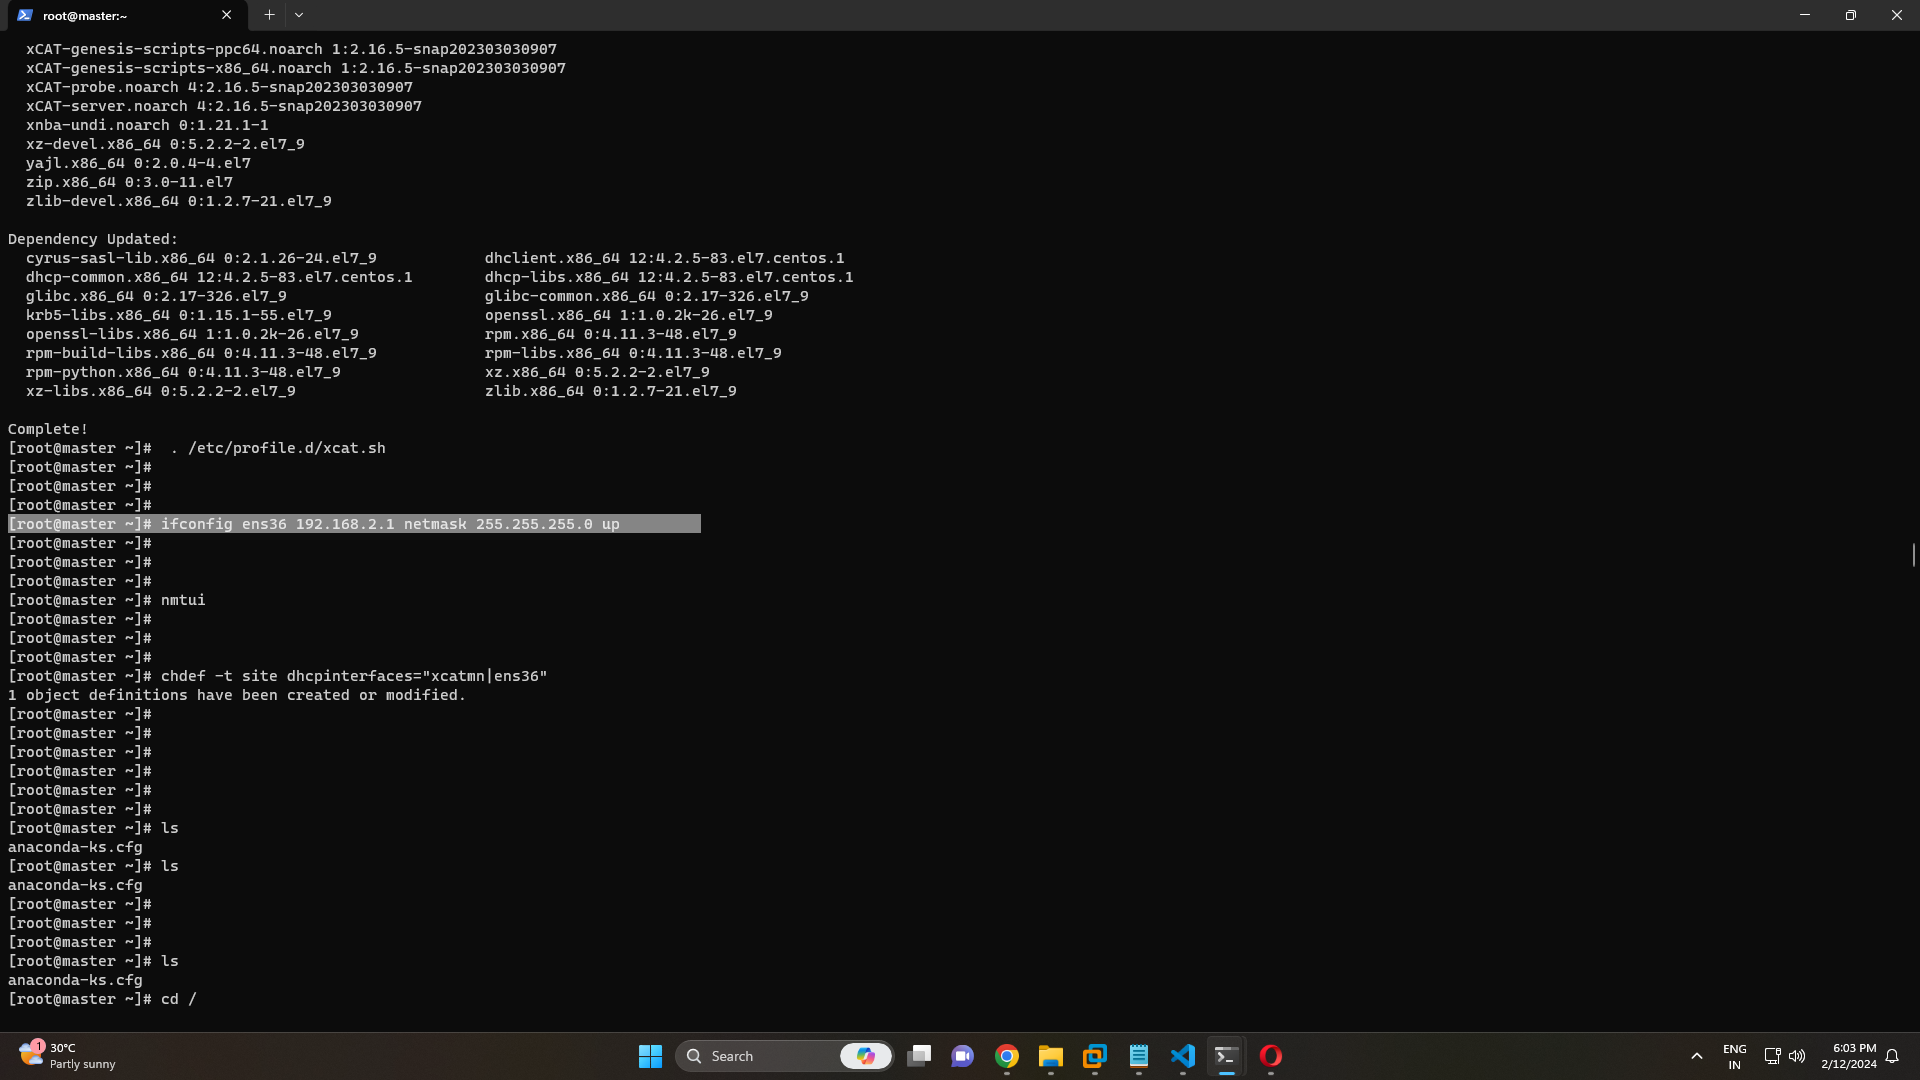 root@master:~
xCAT-genesis-scripts-ppc64.noarch 1:2.16.5-snap202303030907
xCAT-genesis-scripts-x86_64.noarch 1:2.16.5-snap202303030907
xCAT-probe.noarch 4:2.16.5-snap202303030907
xCAT-server.noarch 4:2.16.5-snap202303030907
xnba-undi.noarch 0:1.21.1-1
xz-devel.x86_64 0:5.2.2-2.el7_9
yajl.x86_64 0:2.0.4-4.el7
zip.x86_64 0:3.0-11.el7
zlib-devel.x86_64 0:1.2.7-21.el7_9
Dependency Updated:
cyrus-sasl-lib.x86_64 0:2.1.26-24.el7_9 dhclient.x86_64 12:4.2.5-83.el7.centos.1
dhcp-common.x86_64 12:4.2.5-83.el7.centos.1 dhcp-libs.x86_64 12:4.2.5-83.el7.centos.1
glibc.x86_64 0:2.17-326.el7_9 glibc-common.x86_64 0:2.17-326.el7_9
krb5-libs.x86_64 0:1.15.1-55.el7_9 openssl.x86_64 1:1.0.2k-26.el7_9
openssl-libs.x86_64 1:1.0.2k-26.el7_9 rpm.x86_64 0:4.11.3-48.el7_9
rpm-build-libs.x86_64 0:4.11.3-48.el7_9 rpm-libs.x86_64 0:4.11.3-48.el7_9
rpm-python.x86_64 0:4.11.3-48.el7_9 xz.x86_64 0:5.2.2-2.el7_9
xz-libs.x86_64 0:5.2.2-2.el7_9 zlib.x86_64 0:1.2.7-21.el7_9
Complete!
[root@master ~]#  . /etc/profile.d/xcat.sh
[root@master ~]#
[root@master ~]#
[root@master ~]#
[root@master ~]# ifconfig ens36 192.168.2.1 netmask 255.255.255.0 up
[root@master ~]#
[root@master ~]#
[root@master ~]#
[root@master ~]# nmtui
[root@master ~]#
[root@master ~]#
[root@master ~]#
[root@master ~]# chdef -t site dhcpinterfaces="xcatmn|ens36"
1 object definitions have been created or modified.
[root@master ~]#
[root@master ~]#
[root@master ~]#
[root@master ~]#
[root@master ~]#
[root@master ~]#
[root@master ~]# ls
anaconda-ks.cfg
[root@master ~]# ls
anaconda-ks.cfg
[root@master ~]#
[root@master ~]#
[root@master ~]#
[root@master ~]# ls
anaconda-ks.cfg
[root@master ~]# cd /
1
30°C
Partly sunny
Search
ENG
IN
6:03 PM
2/12/2024